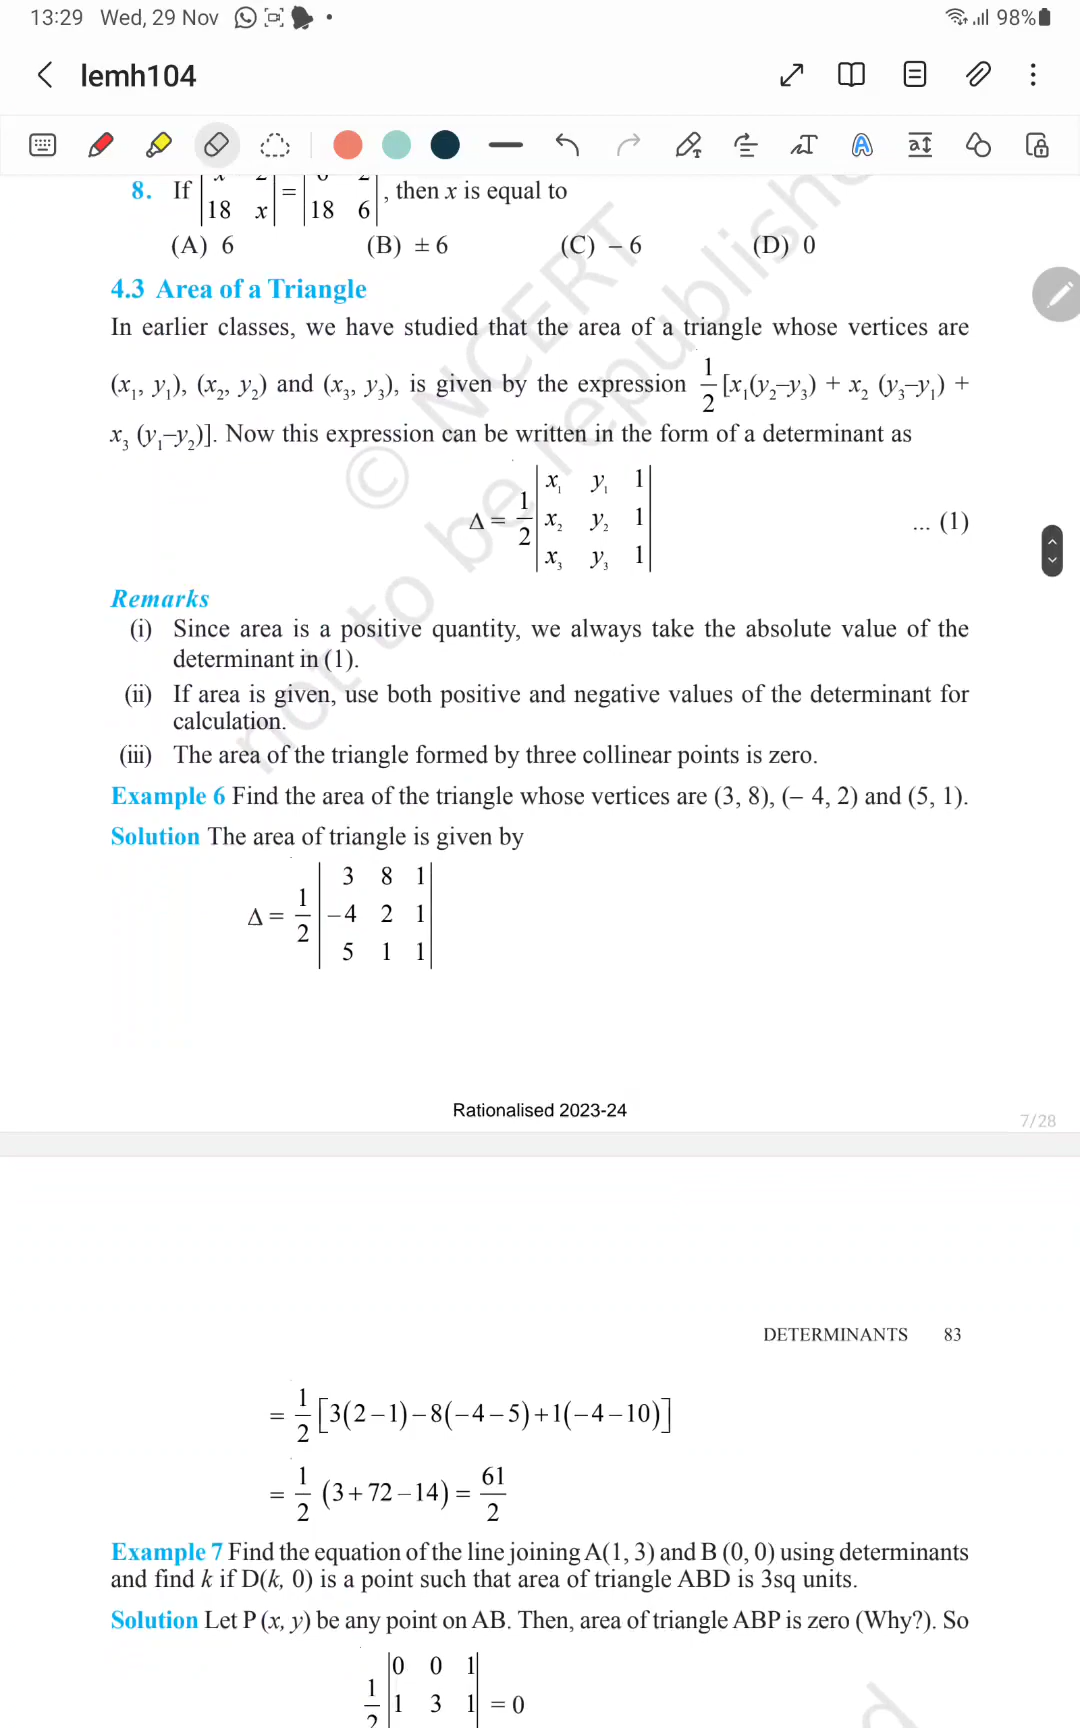 13:29 Wed, 29 Nov 98%
lemh104
8. If | x 2 | = | 6 2 | , then x is equal to
|18 x| |18 6|
(A) 6 (B) ± 6 (C) – 6 (D) 0
4.3 Area of a Triangle
In earlier classes, we have studied that the area of a triangle whose vertices are
(x₁, y₁), (x₂, y₂) and (x₃, y₃), is given by the expression 1/2 [x₁(y₂–y₃) + x₂ (y₃–y₁) +
x₃ (y₁–y₂)]. Now this expression can be written in the form of a determinant as
x₁ y₁ 1
Δ = 1/2 x₂ y₂ 1 ... (1)
x₃ y₃ 1
Remarks
(i) Since area is a positive quantity, we always take the absolute value of the
determinant in (1).
(ii) If area is given, use both positive and negative values of the determinant for
calculation.
(iii) The area of the triangle formed by three collinear points is zero.
Example 6 Find the area of the triangle whose vertices are (3, 8), (– 4, 2) and (5, 1).
Solution The area of triangle is given by
3 8 1
Δ = 1/2 –4 2 1
5 1 1
Rationalised 2023-24
7/28
DETERMINANTS 83
= 1/2 [3(2–1)–8(–4–5)+1(–4–10)]
= 1/2 (3+72–14) = 61/2
Example 7 Find the equation of the line joining A(1, 3) and B (0, 0) using determinants
and find k if D(k, 0) is a point such that area of triangle ABD is 3sq units.
Solution Let P (x, y) be any point on AB. Then, area of triangle ABP is zero (Why?). So
0 0 1
1/2 1 3 1 = 0
© NCERT
not to be republished